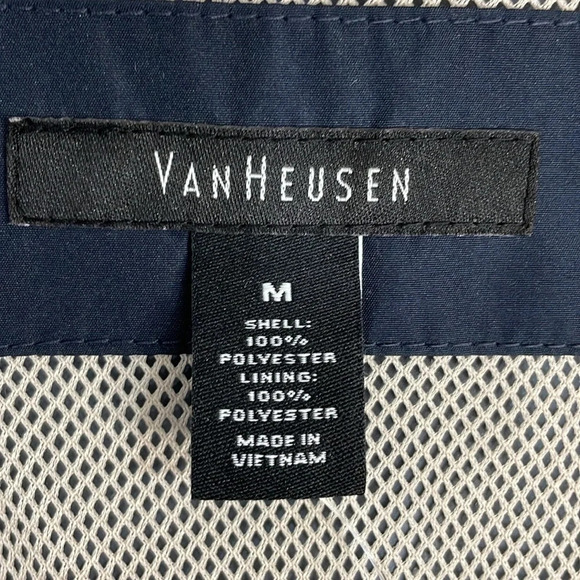 VANHEUSEN
M
SHELL:
100%
POLYESTER
LINING:
100%
POLYESTER
MADE IN
VIETNAM